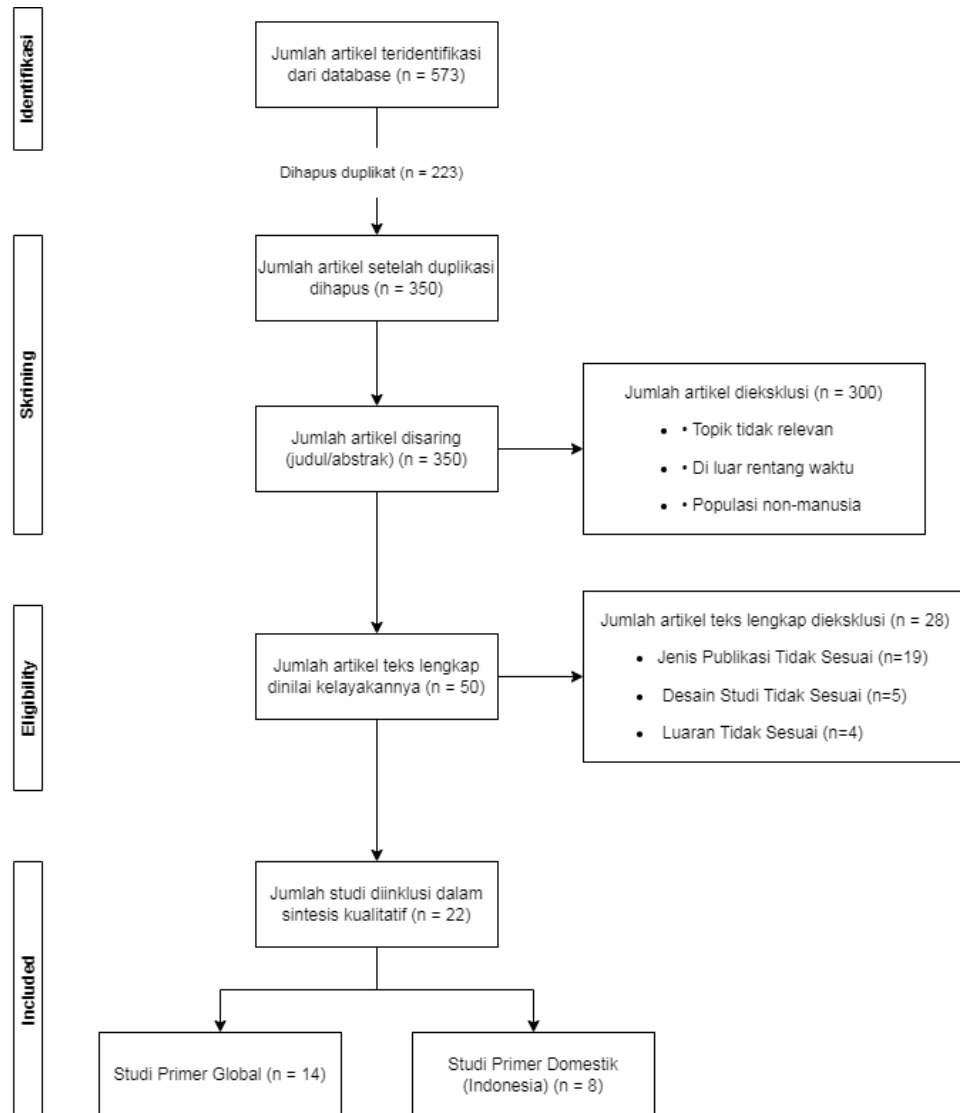 Identifikasi
Jumlah artikel teridentifikasi
dari database (n = 573)
Dihapus duplikat (n = 223)
Skrining
Jumlah artikel setelah duplikasi
dihapus (n = 350)
Jumlah artikel disaring
(judul/abstrak) (n = 350)
Jumlah artikel dieksklusi (n = 300)
• • Topik tidak relevan
• • Di luar rentang waktu
• • Populasi non-manusia
Eligibility
Jumlah artikel teks lengkap
dinilai kelayakannya (n = 50)
Jumlah artikel teks lengkap dieksklusi (n = 28)
• Jenis Publikasi Tidak Sesuai (n=19)
• Desain Studi Tidak Sesuai (n=5)
• Luaran Tidak Sesuai (n=4)
Included
Jumlah studi diinklusi dalam
sintesis kualitatif (n = 22)
Studi Primer Global (n = 14)
Studi Primer Domestik
(Indonesia) (n = 8)